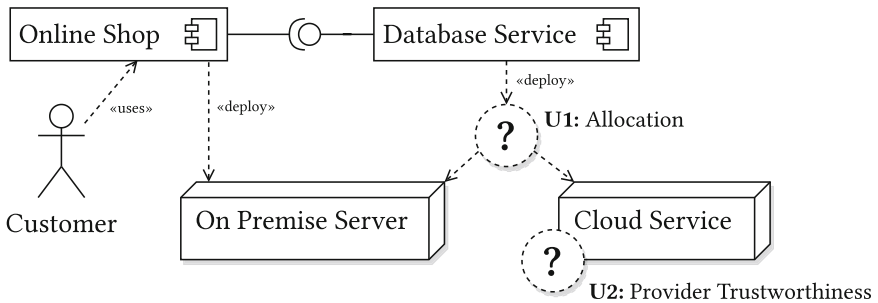 Online Shop
Database Service
«uses»
«deploy»
«deploy»
?
U1: Allocation
Customer
On Premise Server
Cloud Service
?
U2: Provider Trustworthiness